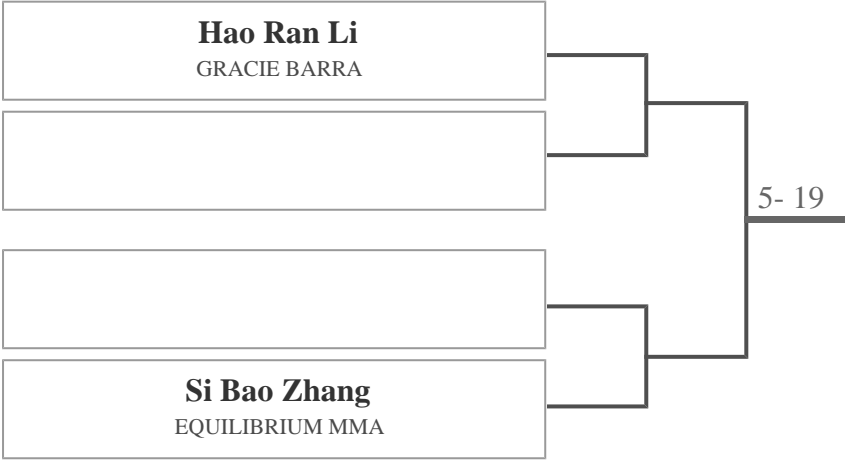 Hao Ran Li
GRACIE BARRA
5- 19
Si Bao Zhang
EQUILIBRIUM MMA